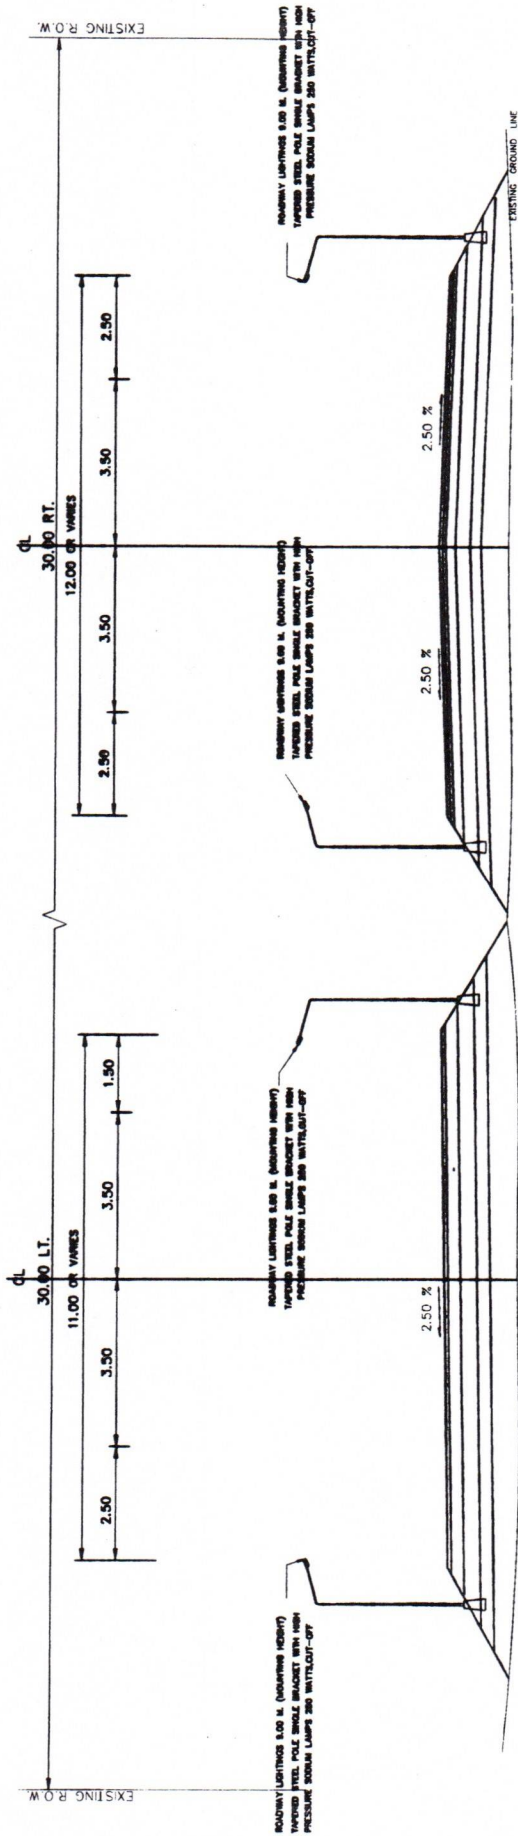 EXISTING R.O.W.
EXISTING R.O.W.
CL
CL
30.00 LT.
30.00 RT.
11.00 OR VARIES
12.00 OR VARIES
2.50
3.50
3.50
1.50
2.50
3.50
3.50
2.50
ROADWAY LIGHTINGS 9.00 M. (MOUNTING HEIGHT)
TAPERED STEEL POLE SINGLE BRACKET WITH HIGH
PRESSURE SODIUM LAMPS 250 WATTS,CUT-OFF
ROADWAY LIGHTINGS 9.00 M. (MOUNTING HEIGHT)
TAPERED STEEL POLE SINGLE BRACKET WITH HIGH
PRESSURE SODIUM LAMPS 250 WATTS,CUT-OFF
ROADWAY LIGHTINGS 9.00 M. (MOUNTING HEIGHT)
TAPERED STEEL POLE SINGLE BRACKET WITH HIGH
PRESSURE SODIUM LAMPS 250 WATTS,CUT-OFF
ROADWAY LIGHTINGS 9.00 M. (MOUNTING HEIGHT)
TAPERED STEEL POLE SINGLE BRACKET WITH HIGH
PRESSURE SODIUM LAMPS 250 WATTS,CUT-OFF
2.50 %
2.50 %
2.50 %
EXISTING GROUND LINE